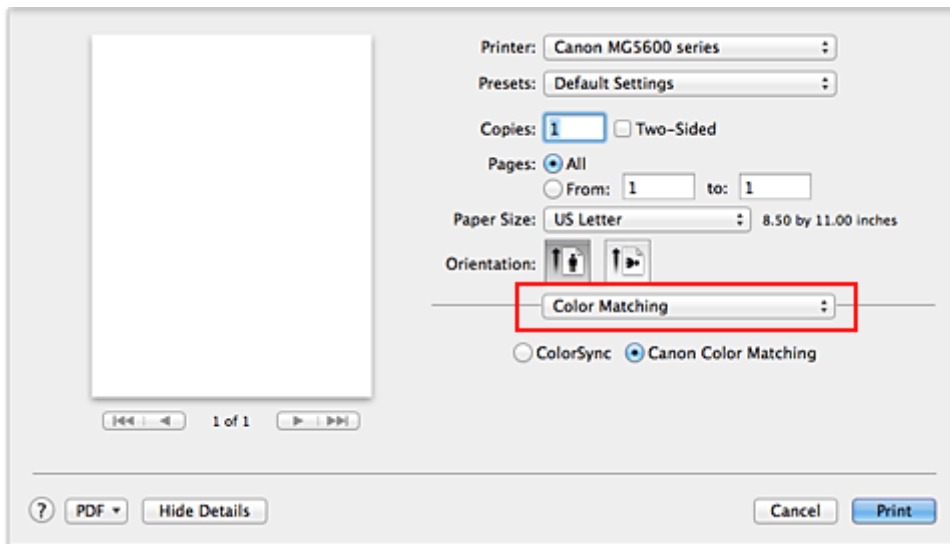 Printer: Canon MG5600 series
Presets: Default Settings
Copies: 1 Two-Sided
Pages: All
From: 1 to: 1
Paper Size: US Letter 8.50 by 11.00 inches
Orientation:
Color Matching
ColorSync Canon Color Matching
1 of 1
? PDF Hide Details Cancel Print